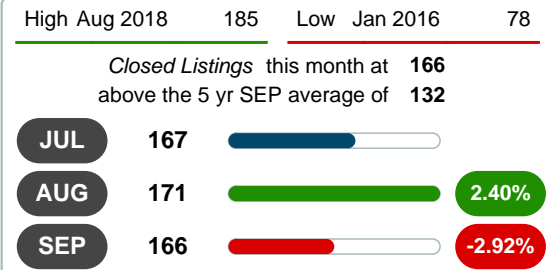 High Aug 2018 185 Low Jan 2016 78
Closed Listings this month at 166
above the 5 yr SEP average of 132
JUL 167
AUG 171 2.40%
SEP 166 -2.92%